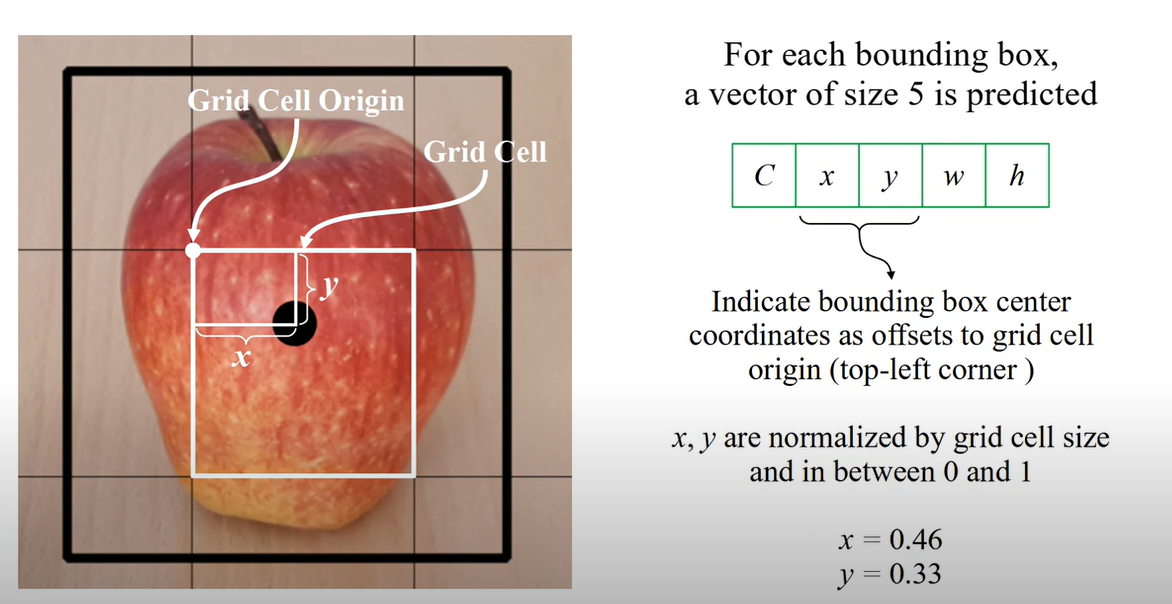 Grid Cell Origin
Grid Cell
y
x
For each bounding box,
a vector of size 5 is predicted
C x y w h
Indicate bounding box center
coordinates as offsets to grid cell
origin (top-left corner )
x, y are normalized by grid cell size
and in between 0 and 1
x = 0.46
y = 0.33